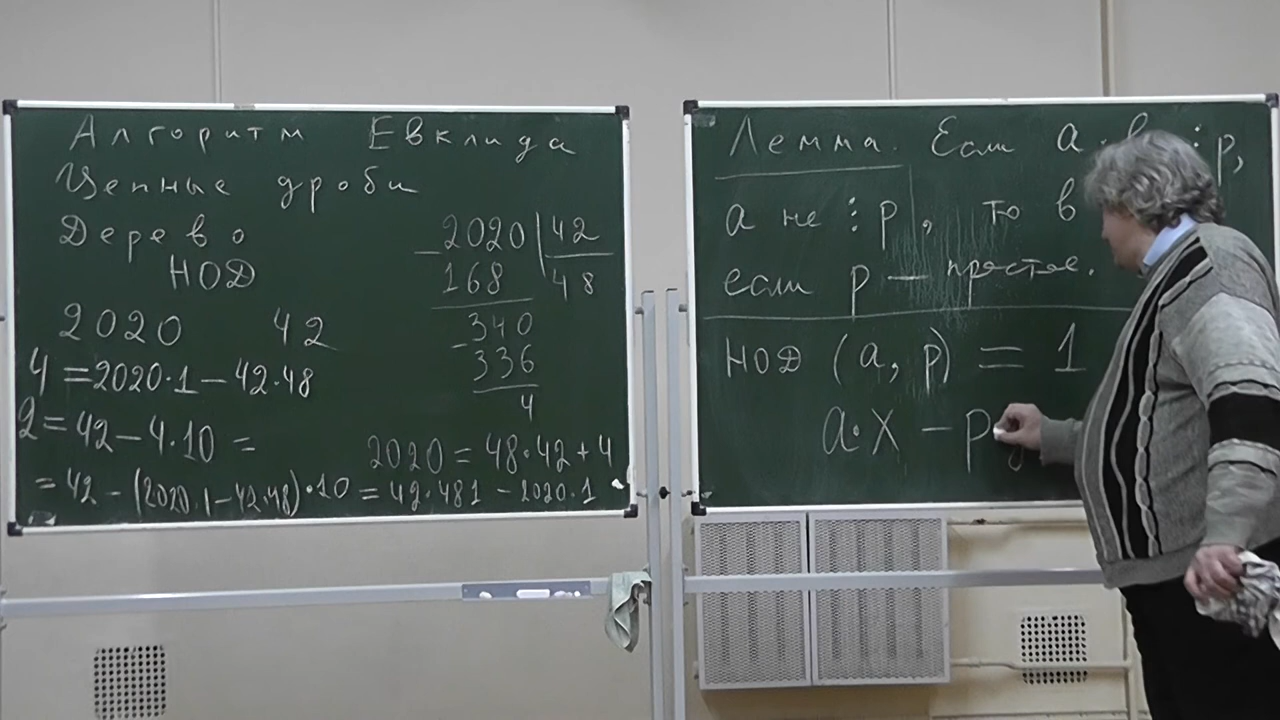 Алгоритм Евклида
Цепные дроби
Дерево
НОД
2020 42
4 = 2020·1 – 42·48
2 = 42 – 4·10 =
= 42 – (2020·1 – 42·48)·10 = 42·481 – 2020·1
– 2020 | 42
168 48
340
– 336
4
2020 = 48·42 + 4
Лемма. Если a·в ⋮ p,
a не ⋮ p, то в
если p – простое.
НОД (a, p) = 1
a·x – py